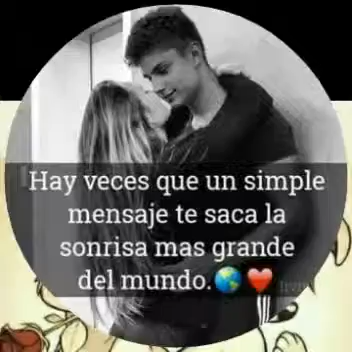 Hay veces que un simple
mensaje te saca la
sonrisa mas grande
del mundo.🌎❤️